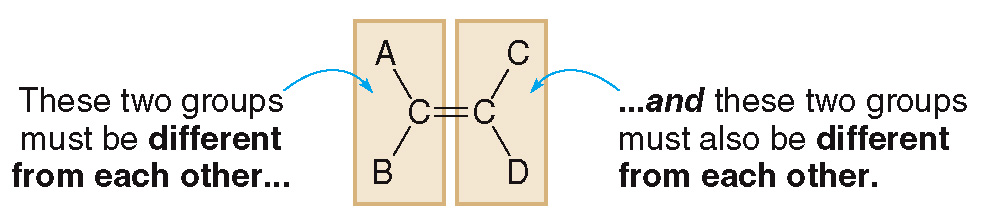 These two groups
must be different
from each other...
A C
C=C
B D
...and these two groups
must also be different
from each other.